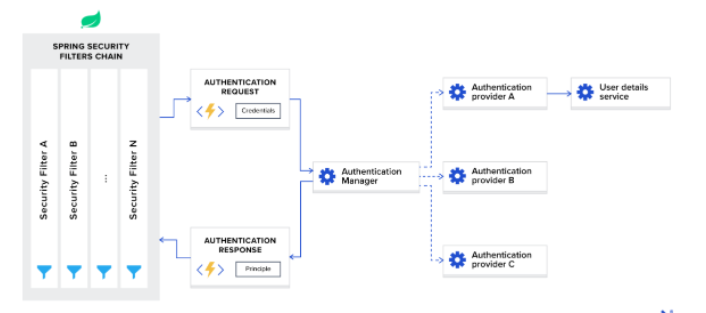 SPRING SECURITY
FILTERS CHAIN
Security Filter A
Security Filter B
...
Security Filter N
AUTHENTICATION
REQUEST
Credentials
AUTHENTICATION
RESPONSE
Principle
Authentication
Manager
Authentication
provider A
User details
service
Authentication
provider B
Authentication
provider C